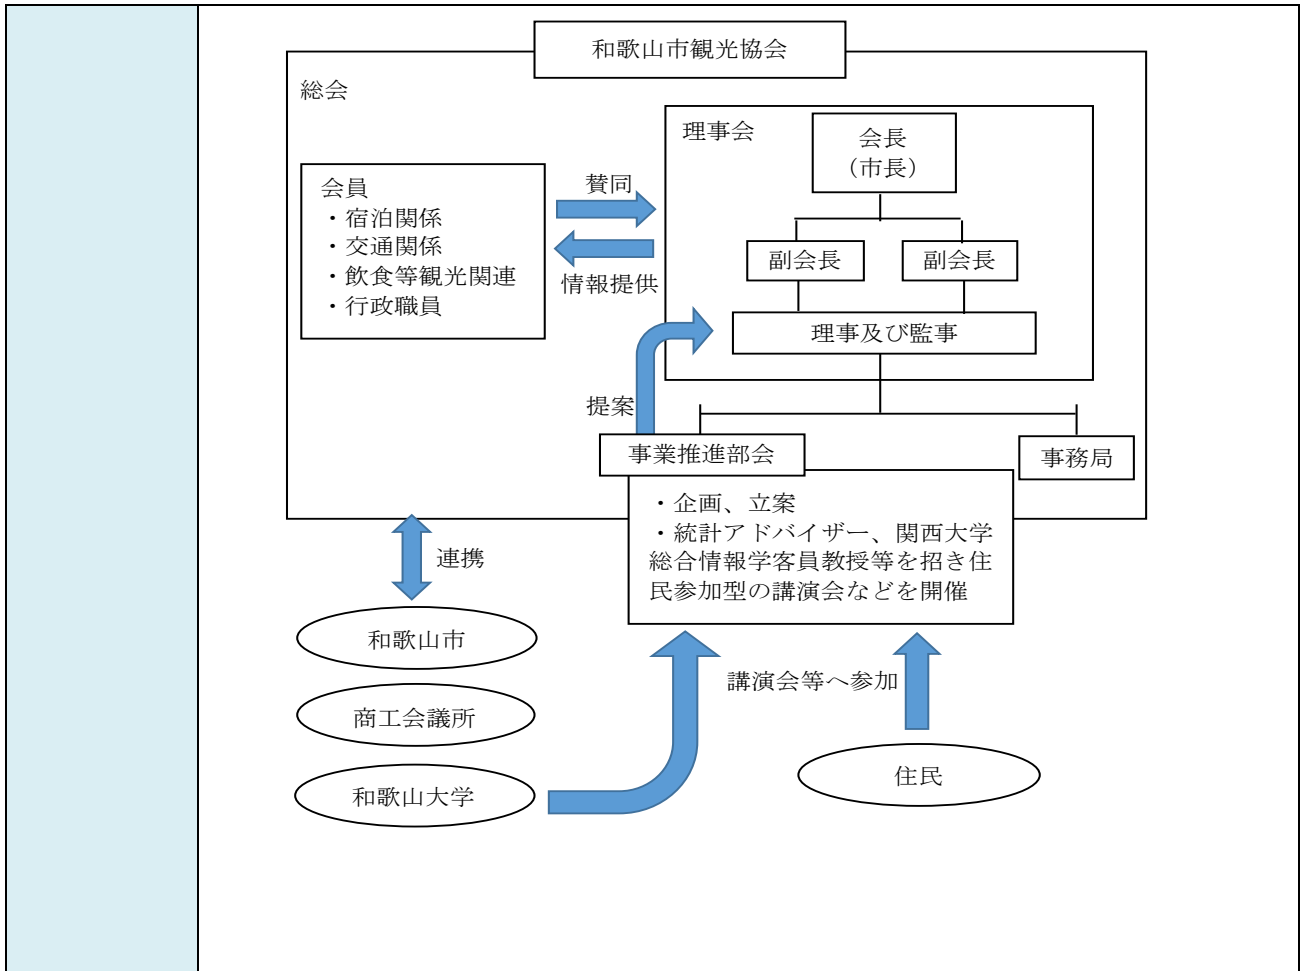 和歌山市観光協会
総会
理事会
会長
（市長）
会員
・宿泊関係
・交通関係
・飲食等観光関連
・行政職員
賛同
情報提供
副会長
副会長
理事及び監事
提案
事業推進部会
事務局
・企画、立案
・統計アドバイザー、関西大学
総合情報学客員教授等を招き住
民参加型の講演会などを開催
連携
和歌山市
商工会議所
和歌山大学
講演会等へ参加
住民